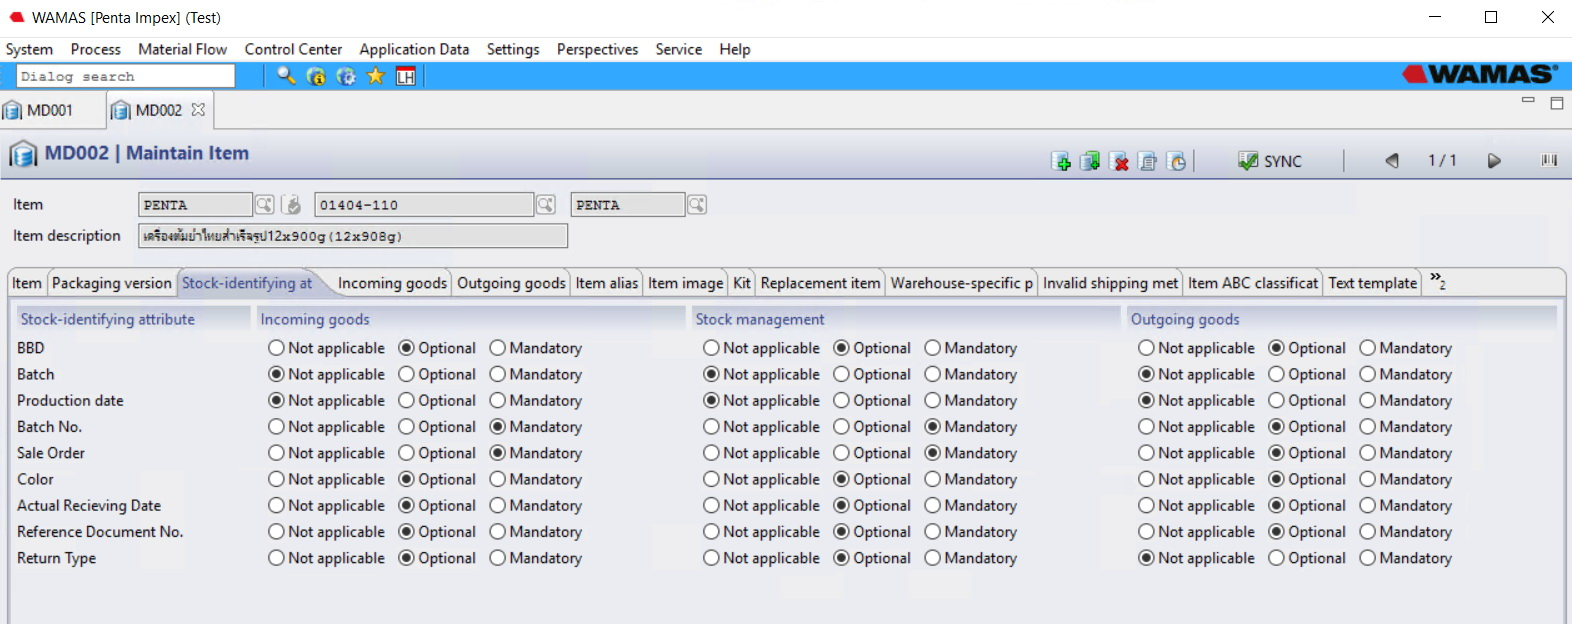 WAMAS [Penta Impex] (Test)
System Process Material Flow Control Center Application Data Settings Perspectives Service Help
Dialog search LH WAMAS®
MD001 MD002
MD002 | Maintain Item SYNC 1 / 1
Item PENTA 01404-110 PENTA
Item description เครื่องต้มยำไทยสำเร็จรูป12x900g(12x908g)
Item Packaging version Stock-identifying at Incoming goods Outgoing goods Item alias Item image Kit Replacement item Warehouse-specific p Invalid shipping met Item ABC classificat Text template »2
Stock-identifying attribute Incoming goods Stock management Outgoing goods
BBD Not applicable Optional Mandatory Not applicable Optional Mandatory Not applicable Optional Mandatory
Batch Not applicable Optional Mandatory Not applicable Optional Mandatory Not applicable Optional Mandatory
Production date Not applicable Optional Mandatory Not applicable Optional Mandatory Not applicable Optional Mandatory
Batch No. Not applicable Optional Mandatory Not applicable Optional Mandatory Not applicable Optional Mandatory
Sale Order Not applicable Optional Mandatory Not applicable Optional Mandatory Not applicable Optional Mandatory
Color Not applicable Optional Mandatory Not applicable Optional Mandatory Not applicable Optional Mandatory
Actual Recieving Date Not applicable Optional Mandatory Not applicable Optional Mandatory Not applicable Optional Mandatory
Reference Document No. Not applicable Optional Mandatory Not applicable Optional Mandatory Not applicable Optional Mandatory
Return Type Not applicable Optional Mandatory Not applicable Optional Mandatory Not applicable Optional Mandatory